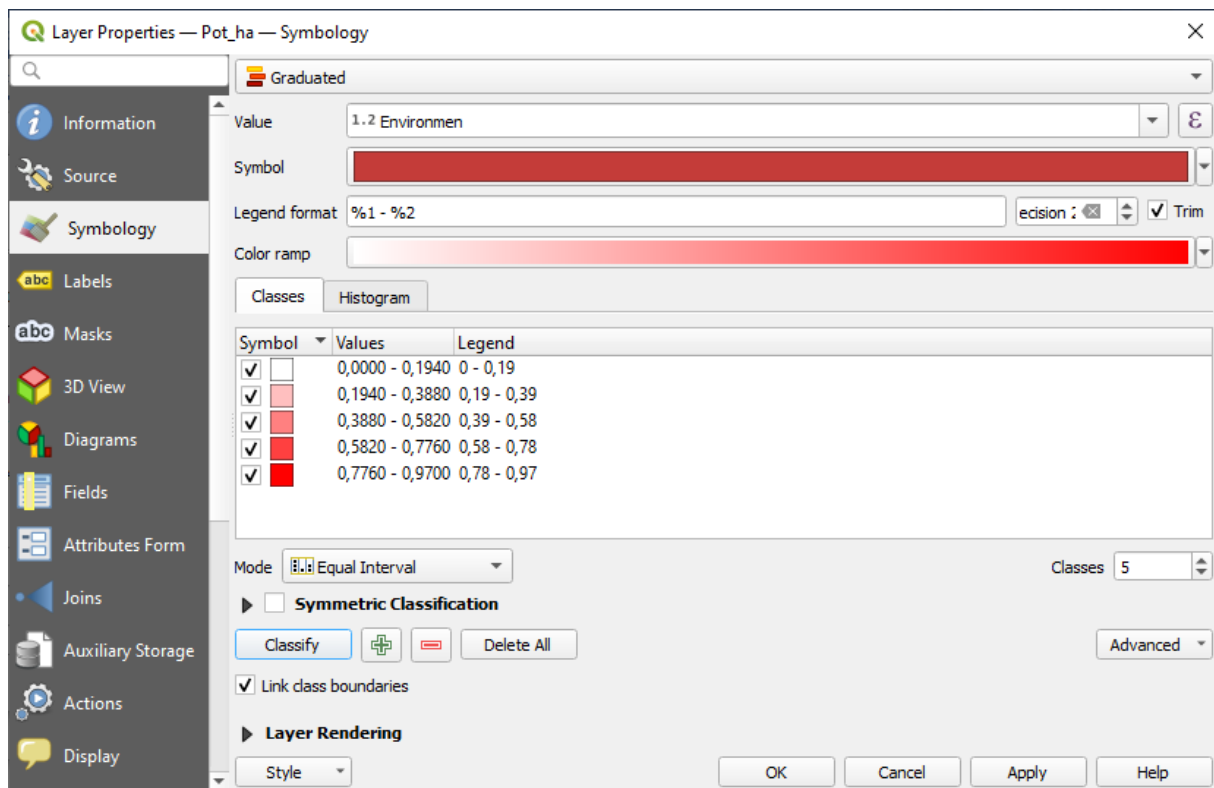 Layer Properties — Pot_ha — Symbology
Graduated
Information
Source
Symbology
Labels
Masks
3D View
Diagrams
Fields
Attributes Form
Joins
Auxiliary Storage
Actions
Display
abc
abc
Value 1.2 Environmen ε
Symbol
Legend format %1 - %2 ecision 2 Trim
Color ramp
Classes Histogram
Symbol Values Legend
0,0000 - 0,1940 0 - 0,19
0,1940 - 0,3880 0,19 - 0,39
0,3880 - 0,5820 0,39 - 0,58
0,5820 - 0,7760 0,58 - 0,78
0,7760 - 0,9700 0,78 - 0,97
Mode Equal Interval Classes 5
Symmetric Classification
Classify Delete All Advanced
Link class boundaries
Layer Rendering
Style OK Cancel Apply Help